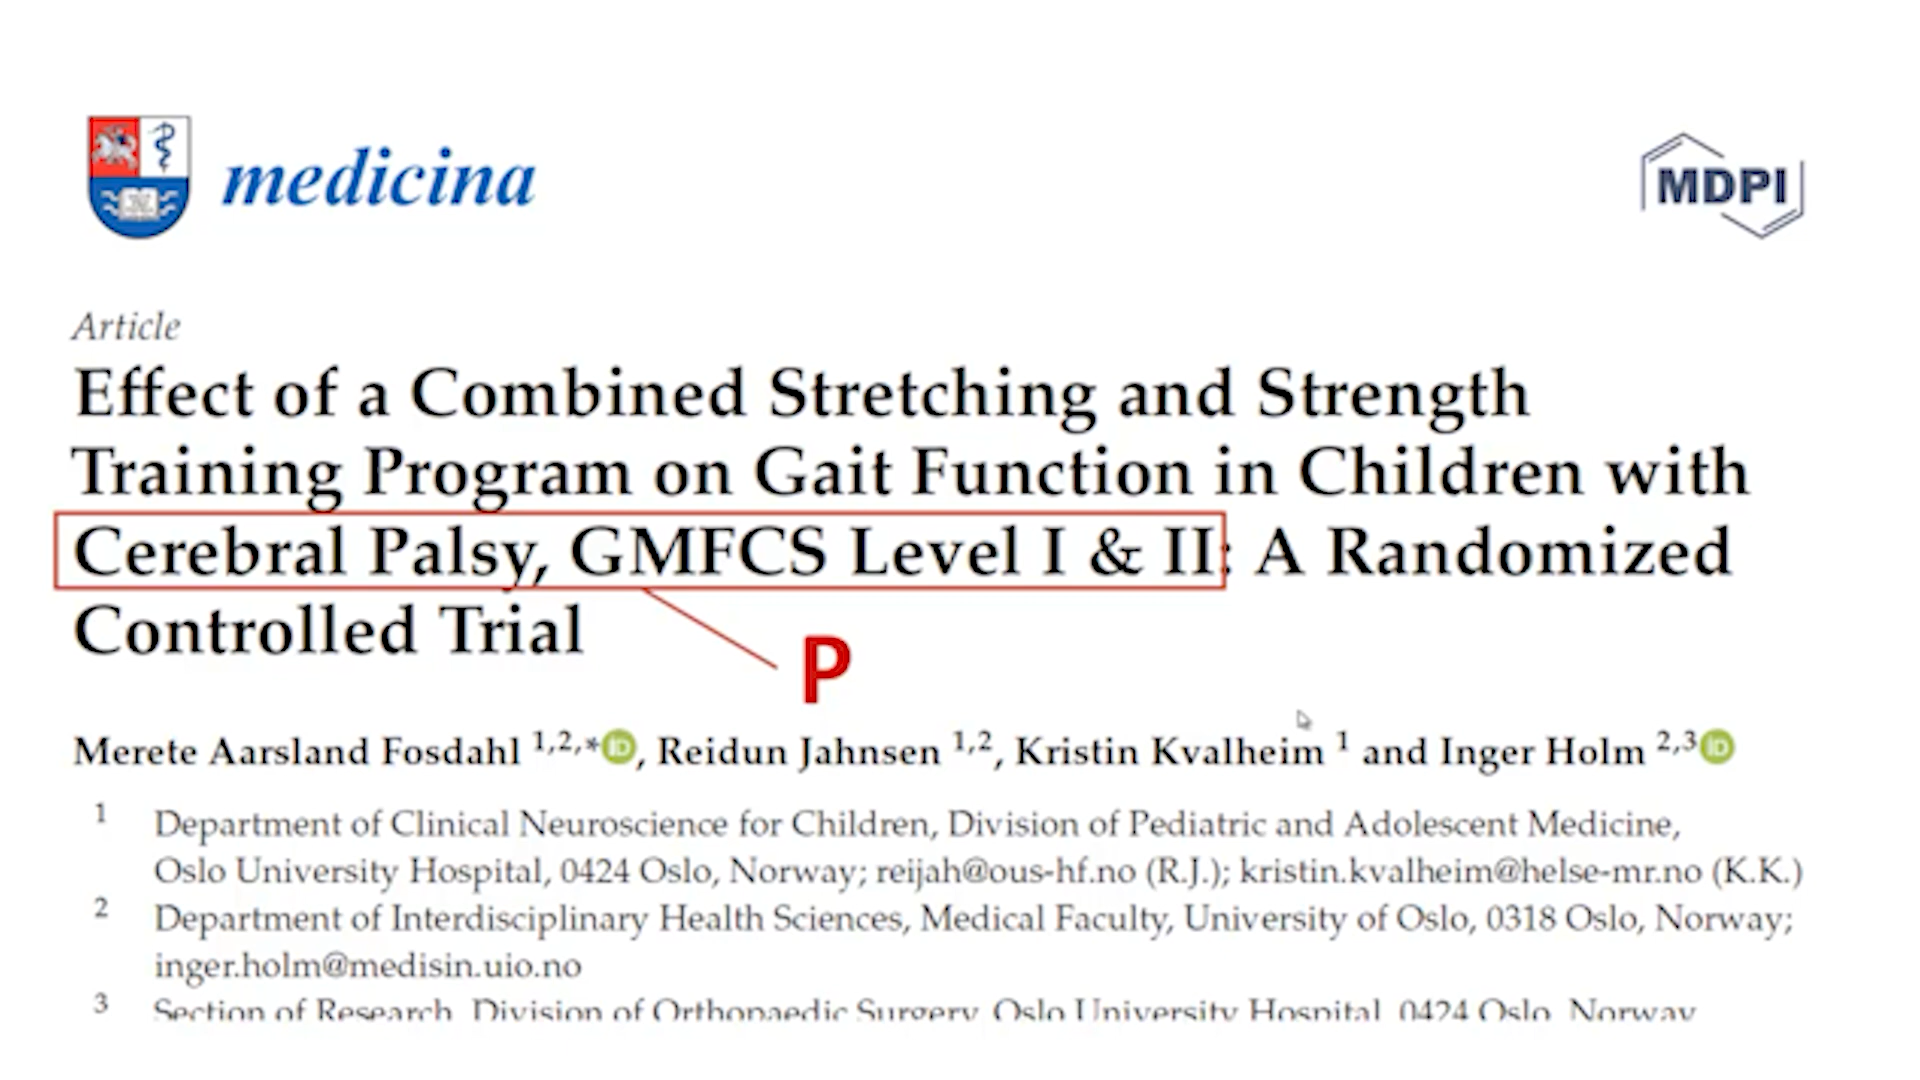 medicina
MDPI
Article
Effect of a Combined Stretching and Strength
Training Program on Gait Function in Children with
Cerebral Palsy, GMFCS Level I & II: A Randomized
Controlled Trial
P
Merete Aarsland Fosdahl 1,2,* iD, Reidun Jahnsen 1,2, Kristin Kvalheim 1 and Inger Holm 2,3 iD
1 Department of Clinical Neuroscience for Children, Division of Pediatric and Adolescent Medicine,
Oslo University Hospital, 0424 Oslo, Norway; reijah@ous-hf.no (R.J.); kristin.kvalheim@helse-mr.no (K.K.)
2 Department of Interdisciplinary Health Sciences, Medical Faculty, University of Oslo, 0318 Oslo, Norway;
inger.holm@medisin.uio.no
3 Section of Research, Division of Orthopaedic Surgery, Oslo University Hospital, 0424 Oslo, Norway